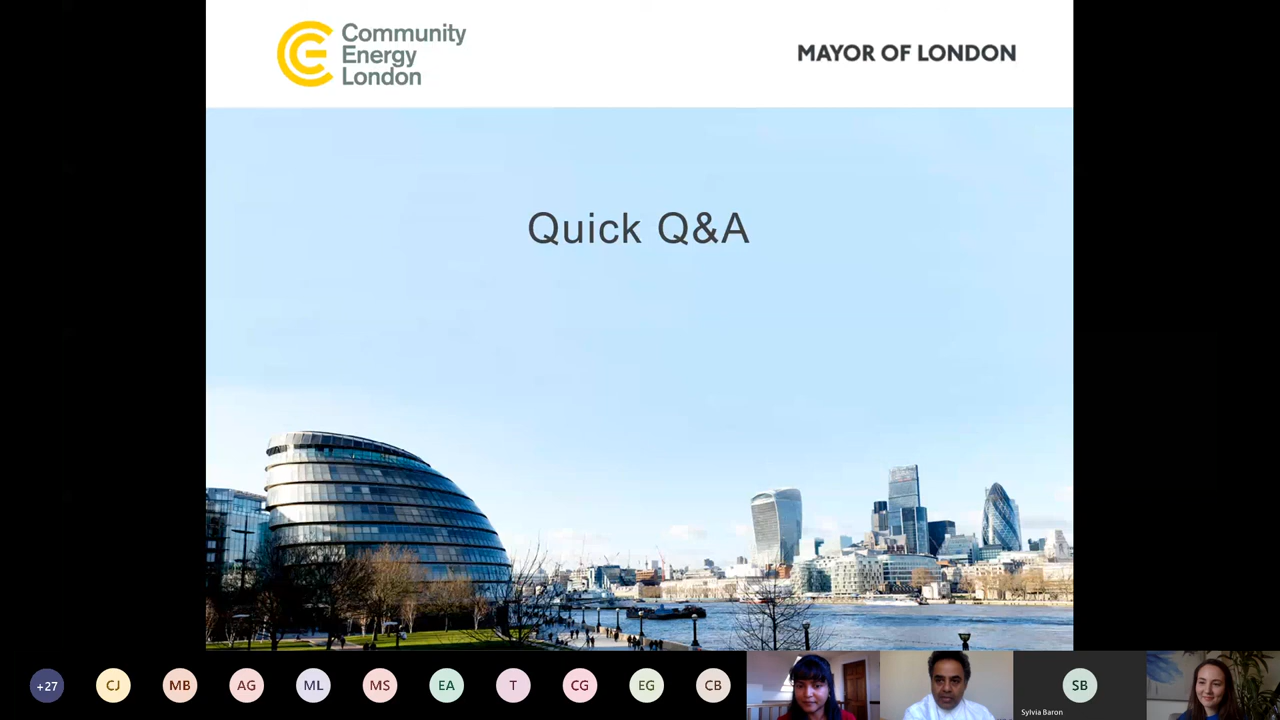 Community
Energy
London
MAYOR OF LONDON
Quick Q&A
+27
CJ
MB
AG
ML
MS
EA
T
CG
EG
CB
SB
Sylvia Baron